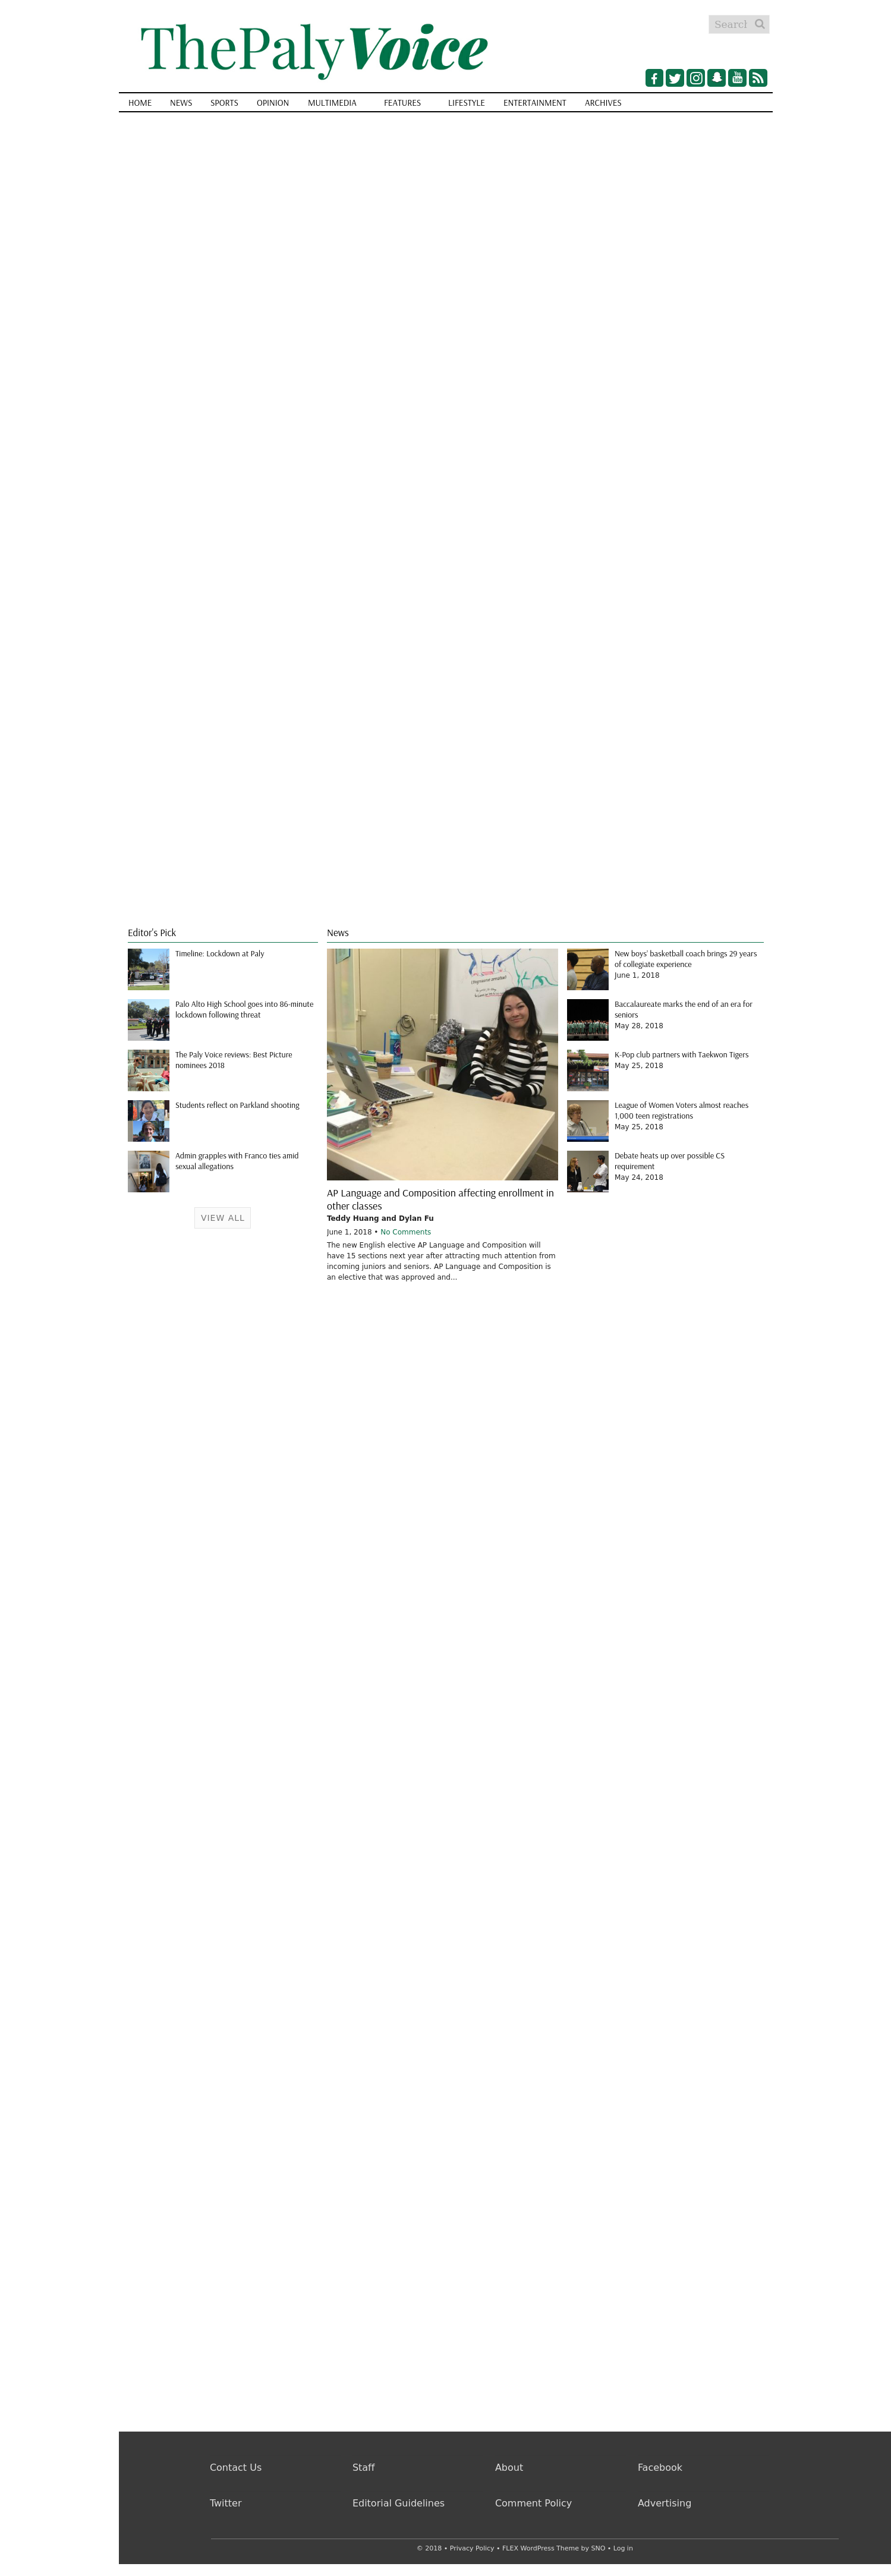 ThePalyVoice
Search
HOME NEWS SPORTS OPINION MULTIMEDIA FEATURES LIFESTYLE ENTERTAINMENT ARCHIVES
Editor's Pick
Timeline: Lockdown at Paly
Palo Alto High School goes into 86-minute
lockdown following threat
The Paly Voice reviews: Best Picture
nominees 2018
Students reflect on Parkland shooting
Admin grapples with Franco ties amid
sexual allegations
VIEW ALL
News
AP Language and Composition affecting enrollment in
other classes
Teddy Huang and Dylan Fu
June 1, 2018 • No Comments
The new English elective AP Language and Composition will
have 15 sections next year after attracting much attention from
incoming juniors and seniors. AP Language and Composition is
an elective that was approved and...
New boys' basketball coach brings 29 years
of collegiate experience
June 1, 2018
Baccalaureate marks the end of an era for
seniors
May 28, 2018
K-Pop club partners with Taekwon Tigers
May 25, 2018
League of Women Voters almost reaches
1,000 teen registrations
May 25, 2018
Debate heats up over possible CS
requirement
May 24, 2018
Contact Us Staff About Facebook
Twitter Editorial Guidelines Comment Policy Advertising
© 2018 • Privacy Policy • FLEX WordPress Theme by SNO • Log in